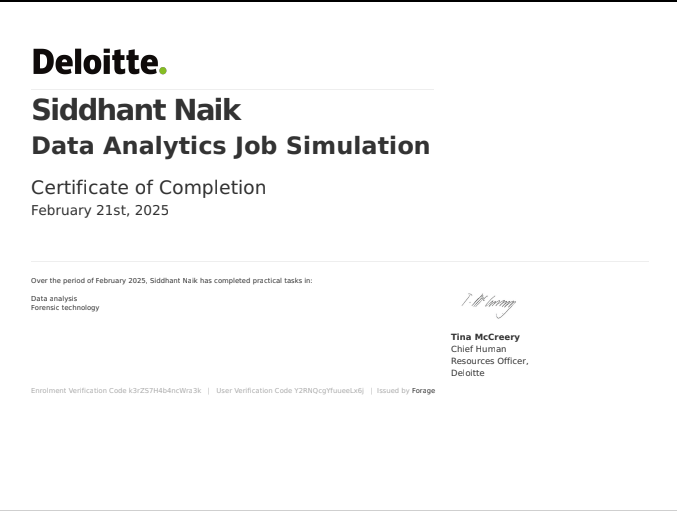 Deloitte.
Siddhant Naik
Data Analytics Job Simulation
Certificate of Completion
February 21st, 2025
Over the period of February 2025, Siddhant Naik has completed practical tasks in:
Data analysis
Forensic technology
Tina McCreery
Chief Human
Resources Officer,
Deloitte
Enrolment Verification Code k3rZS7H4b4ncWra3k | User Verification Code Y2RNQcgYfuueeLx6j | Issued by Forage